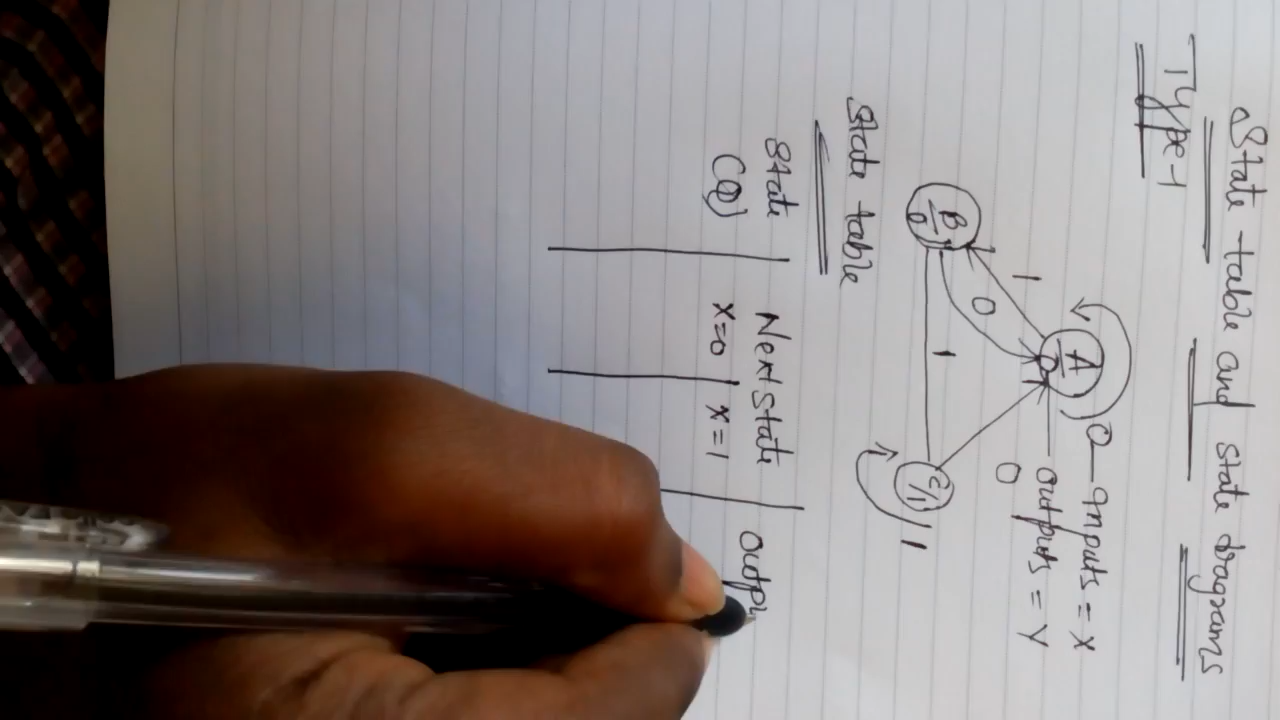 State table and state diagrams
Type-1
A
0
0
inputs = X
outputs = Y
1
0
0
B
0
1
C/1
1
State table
State
Next state
Outpu
(Q)
X=0
X=1